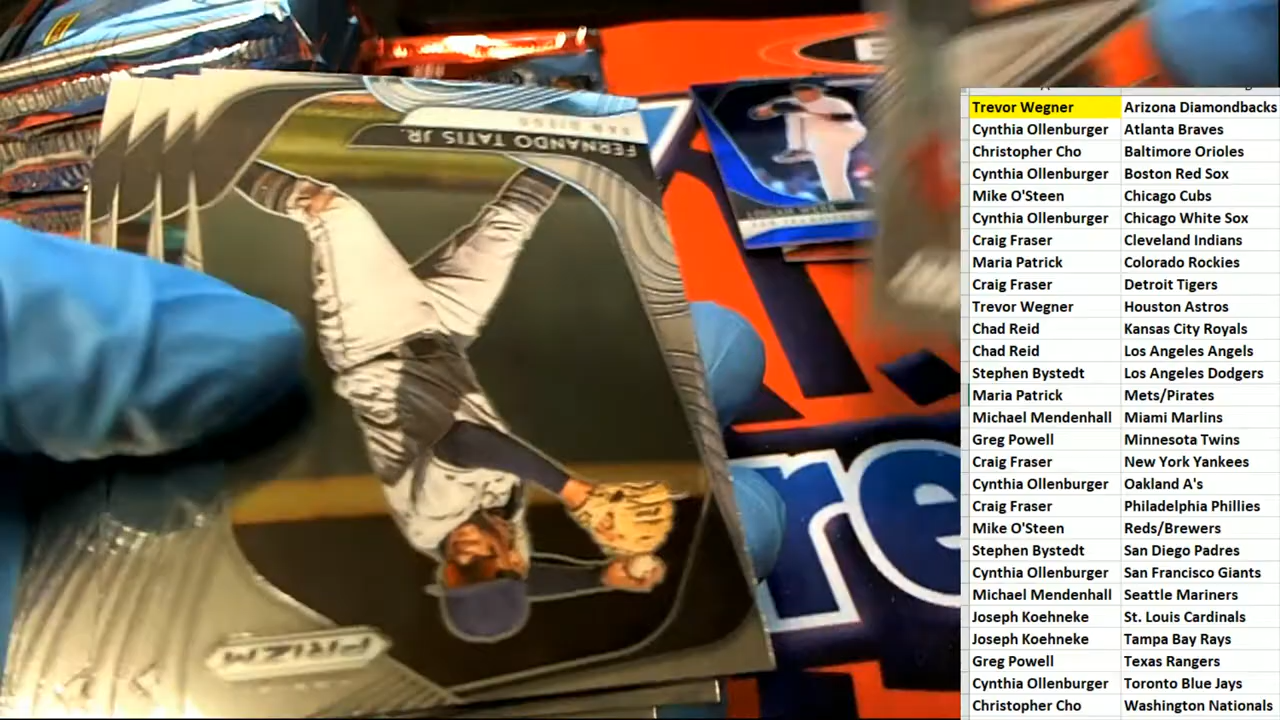 FERNANDO TATIS JR.
SAN DIEGO
PRIZM
re
Trevor Wegner Arizona Diamondbacks
Cynthia Ollenburger Atlanta Braves
Christopher Cho Baltimore Orioles
Cynthia Ollenburger Boston Red Sox
Mike O'Steen Chicago Cubs
Cynthia Ollenburger Chicago White Sox
Craig Fraser Cleveland Indians
Maria Patrick Colorado Rockies
Craig Fraser Detroit Tigers
Trevor Wegner Houston Astros
Chad Reid Kansas City Royals
Chad Reid Los Angeles Angels
Stephen Bystedt Los Angeles Dodgers
Maria Patrick Mets/Pirates
Michael Mendenhall Miami Marlins
Greg Powell Minnesota Twins
Craig Fraser New York Yankees
Cynthia Ollenburger Oakland A's
Craig Fraser Philadelphia Phillies
Mike O'Steen Reds/Brewers
Stephen Bystedt San Diego Padres
Cynthia Ollenburger San Francisco Giants
Michael Mendenhall Seattle Mariners
Joseph Koehneke St. Louis Cardinals
Joseph Koehneke Tampa Bay Rays
Greg Powell Texas Rangers
Cynthia Ollenburger Toronto Blue Jays
Christopher Cho Washington Nationals